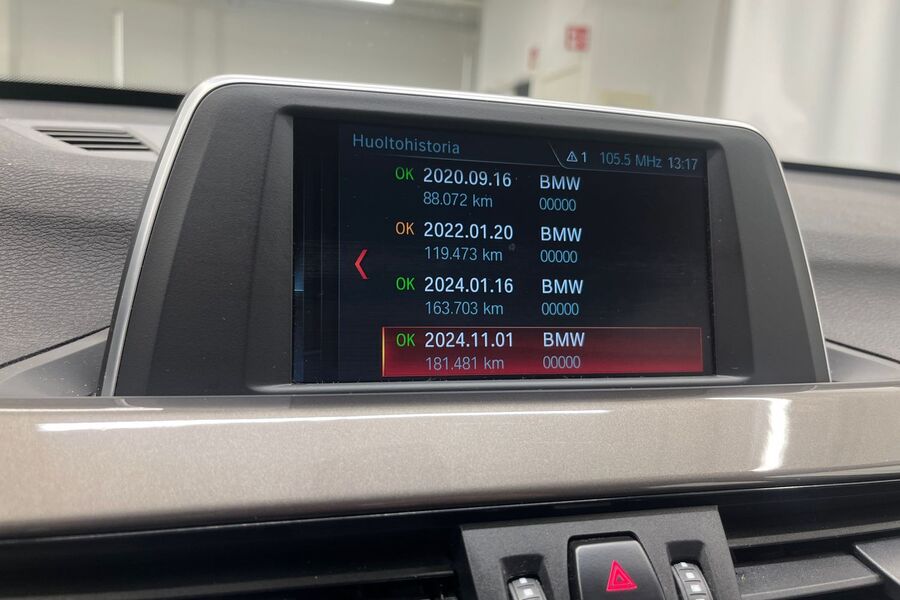 Huoltohistoria
1 105.5 MHz 13:17
OK 2020.09.16 BMW
88.072 km 00000
OK 2022.01.20 BMW
119.473 km 00000
OK 2024.01.16 BMW
163.703 km 00000
OK 2024.11.01 BMW
181.481 km 00000